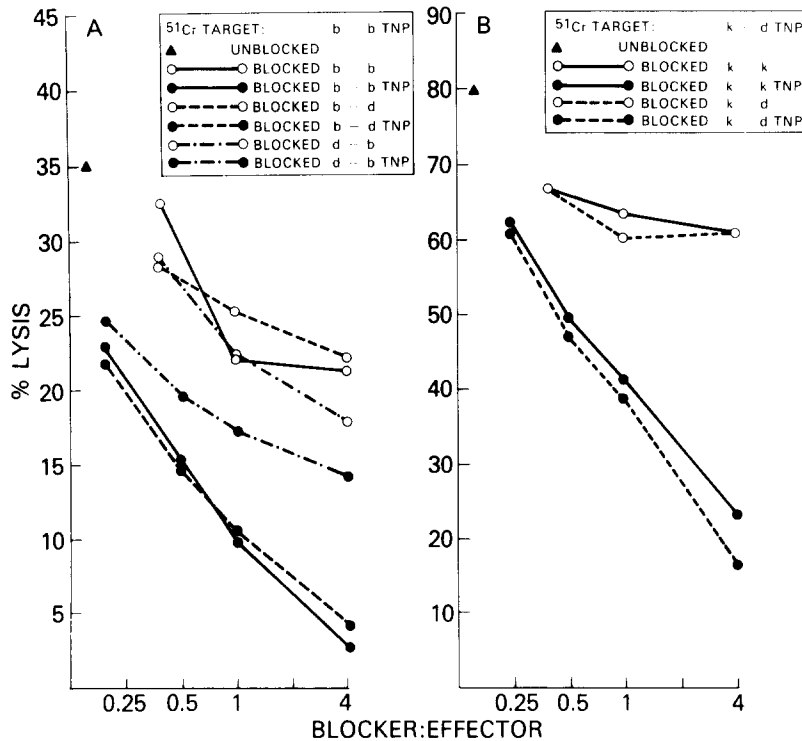 A
51Cr TARGET: b b TNP
▲ UNBLOCKED
BLOCKED b b
BLOCKED b - b TNP
BLOCKED b - d
BLOCKED b - d TNP
BLOCKED d - b
BLOCKED d - b TNP
45
40
35
30
25
20
15
10
5
% LYSIS
0.25 0.5 1 4
B
51Cr TARGET: k - d TNP
▲ UNBLOCKED
BLOCKED k k
BLOCKED k k TNP
BLOCKED k d
BLOCKED k d TNP
90
80
70
60
50
40
30
20
10
0.25 0.5 1 4
BLOCKER:EFFECTOR